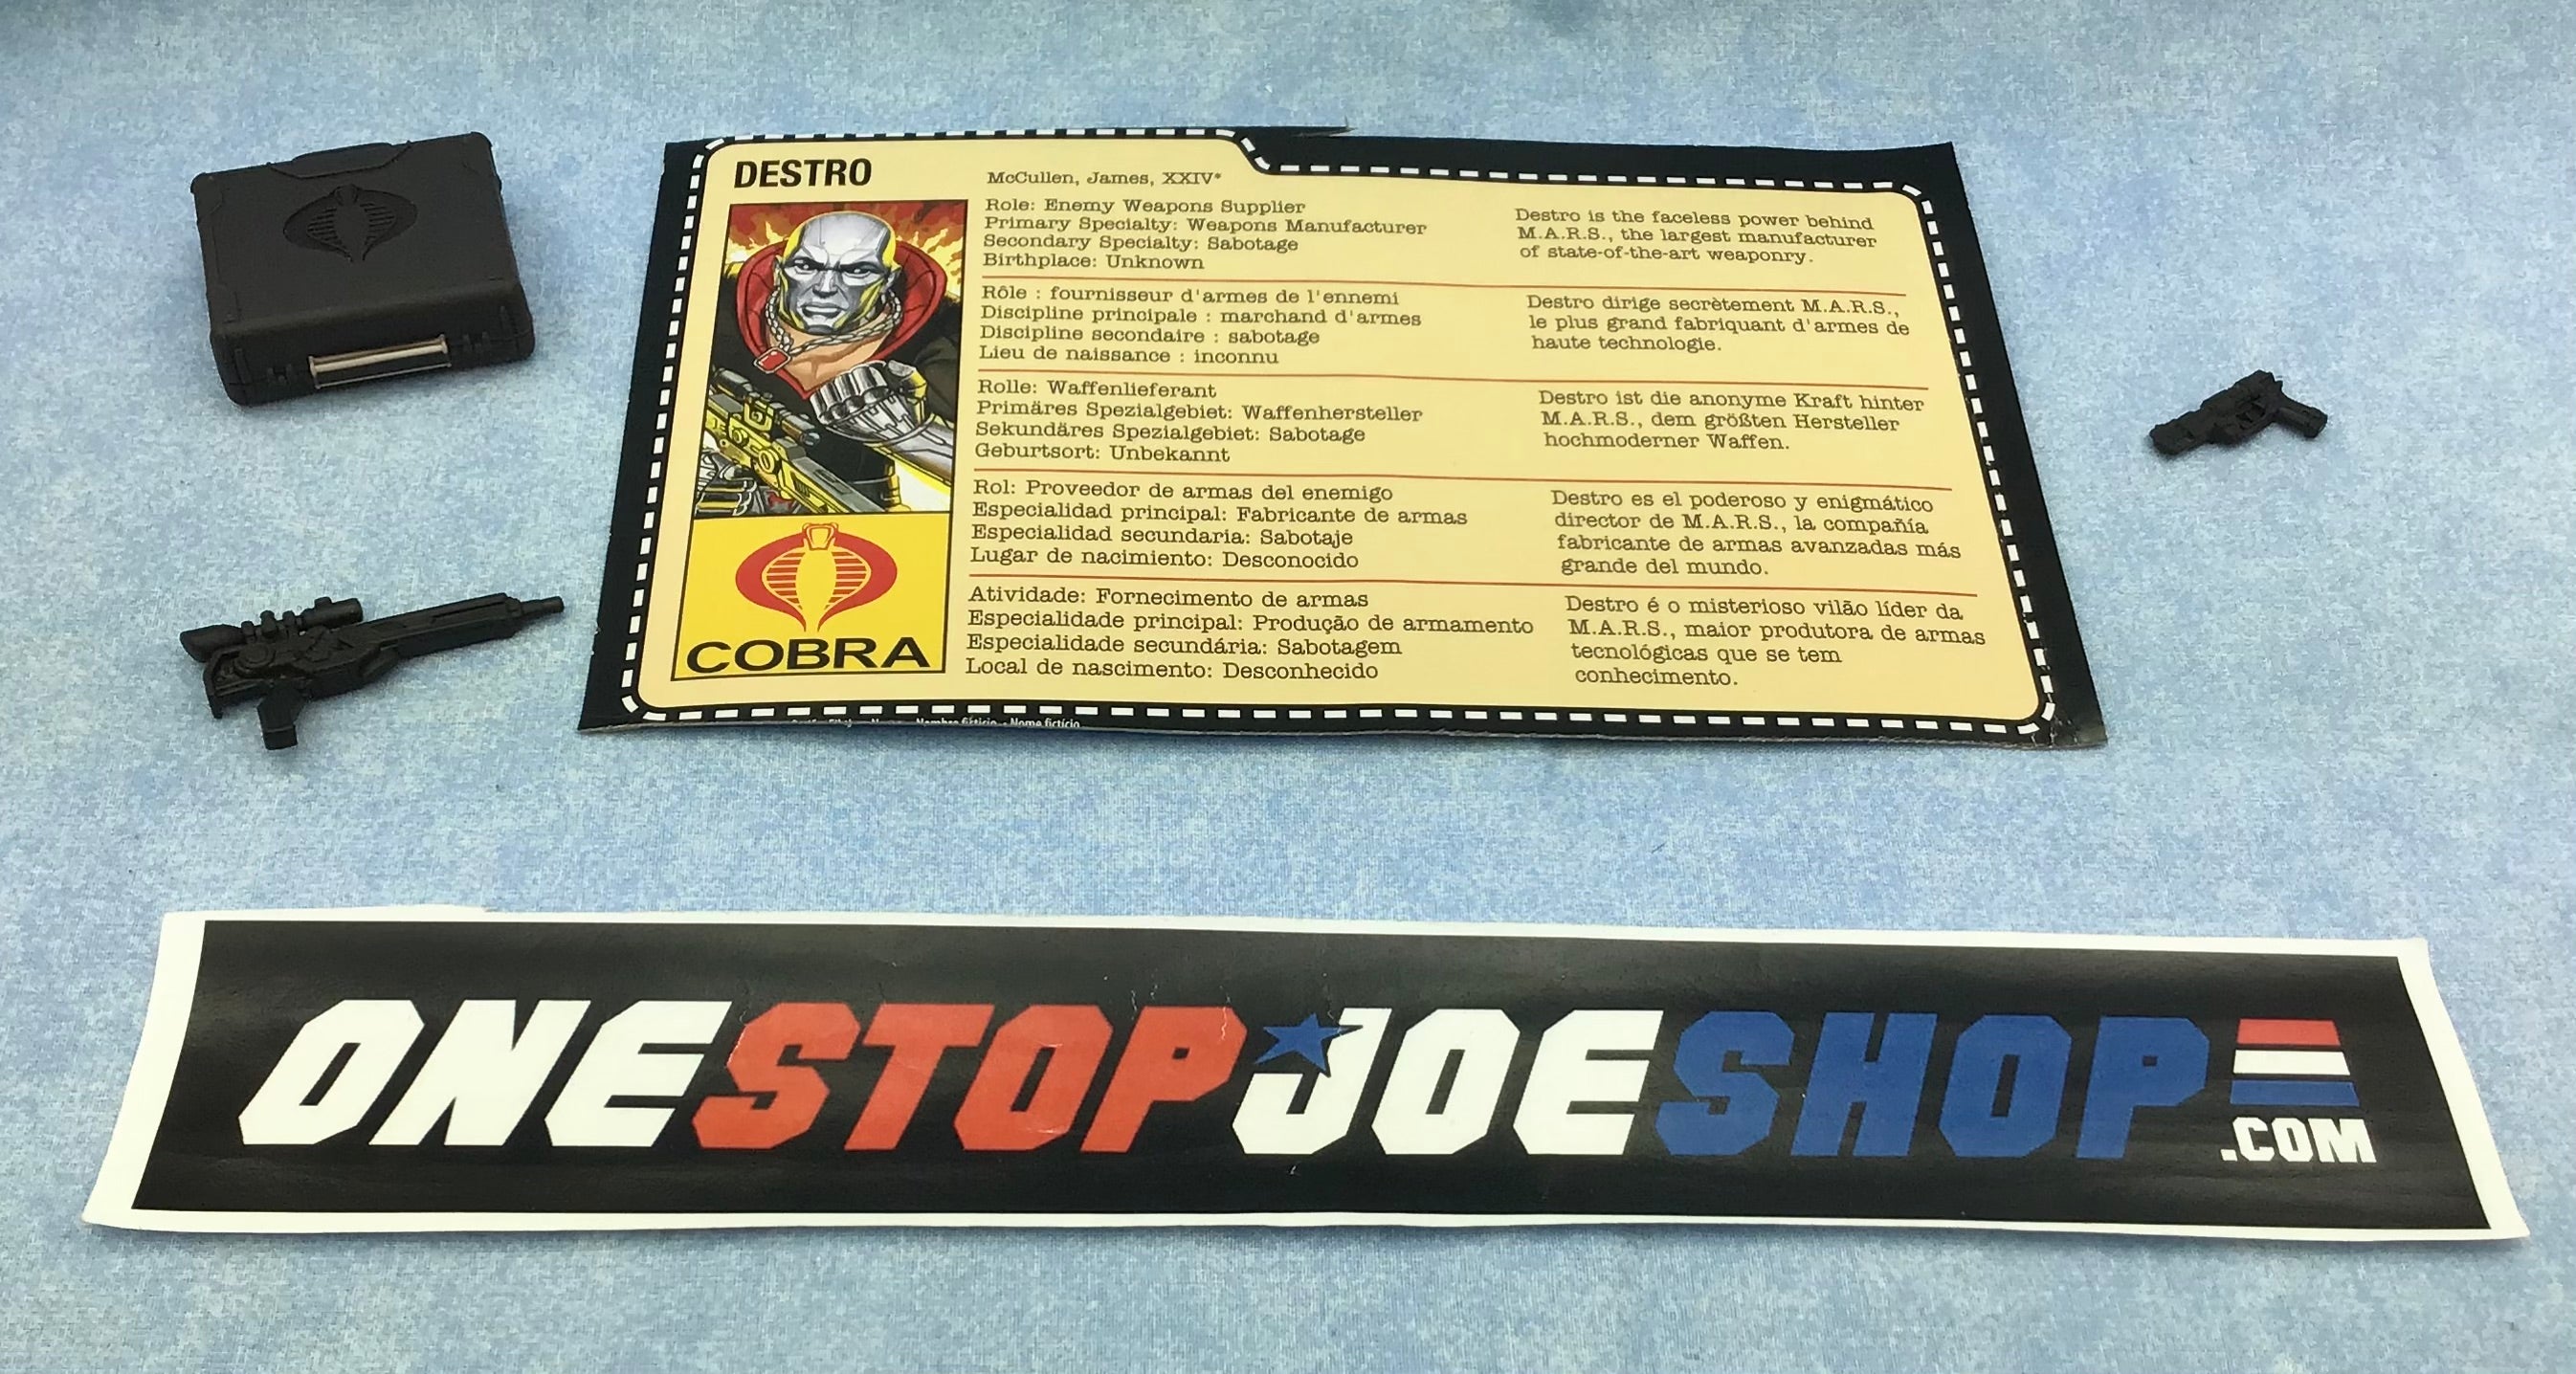 DESTRO
McCullen, James, XXIV*
Role: Enemy Weapons Supplier
Primary Specialty: Weapons Manufacturer
Secondary Specialty: Sabotage
Birthplace: Unknown
Destro is the faceless power behind
M.A.R.S., the largest manufacturer
of state-of-the-art weaponry.
Rôle : fournisseur d'armes de l'ennemi
Discipline principale : marchand d'armes
Discipline secondaire : sabotage
Lieu de naissance : inconnu
Destro dirige secrètement M.A.R.S.,
le plus grand fabriquant d'armes de
haute technologie.
Rolle: Waffenlieferant
Primäres Spezialgebiet: Waffenhersteller
Sekundäres Spezialgebiet: Sabotage
Geburtsort: Unbekannt
Destro ist die anonyme Kraft hinter
M.A.R.S., dem größten Hersteller
hochmoderner Waffen.
Rol: Proveedor de armas del enemigo
Especialidad principal: Fabricante de armas
Especialidad secundaria: Sabotaje
Lugar de nacimiento: Desconocido
Destro es el poderoso y enigmático
director de M.A.R.S., la compañía
fabricante de armas avanzadas más
grande del mundo.
Atividade: Fornecimento de armas
Especialidade principal: Produção de armamento
Especialidade secundária: Sabotagem
Local de nascimento: Desconhecido
Destro é o misterioso vilão líder da
M.A.R.S., maior produtora de armas
tecnológicas que se tem
conhecimento.
COBRA
Nombre fictício - Nome fictício
ONESTOPJOESHOP
.COM